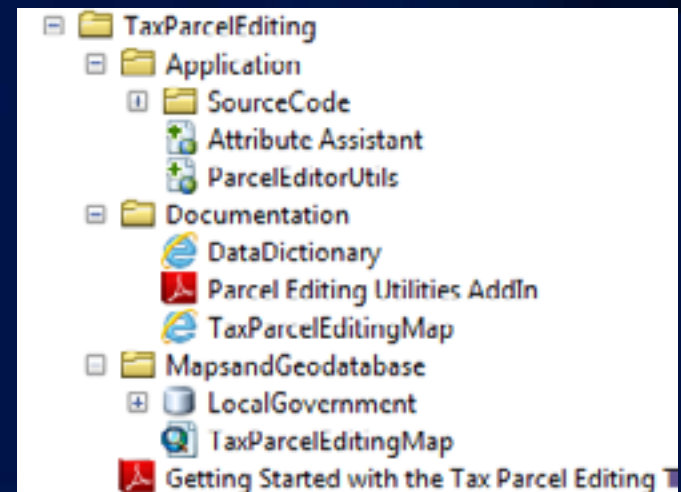 TaxParcelEditing
Application
SourceCode
Attribute Assistant
ParcelEditorUtils
Documentation
DataDictionary
Parcel Editing Utilities AddIn
TaxParcelEditingMap
MapsandGeodatabase
LocalGovernment
TaxParcelEditingMap
Getting Started with the Tax Parcel Editing T